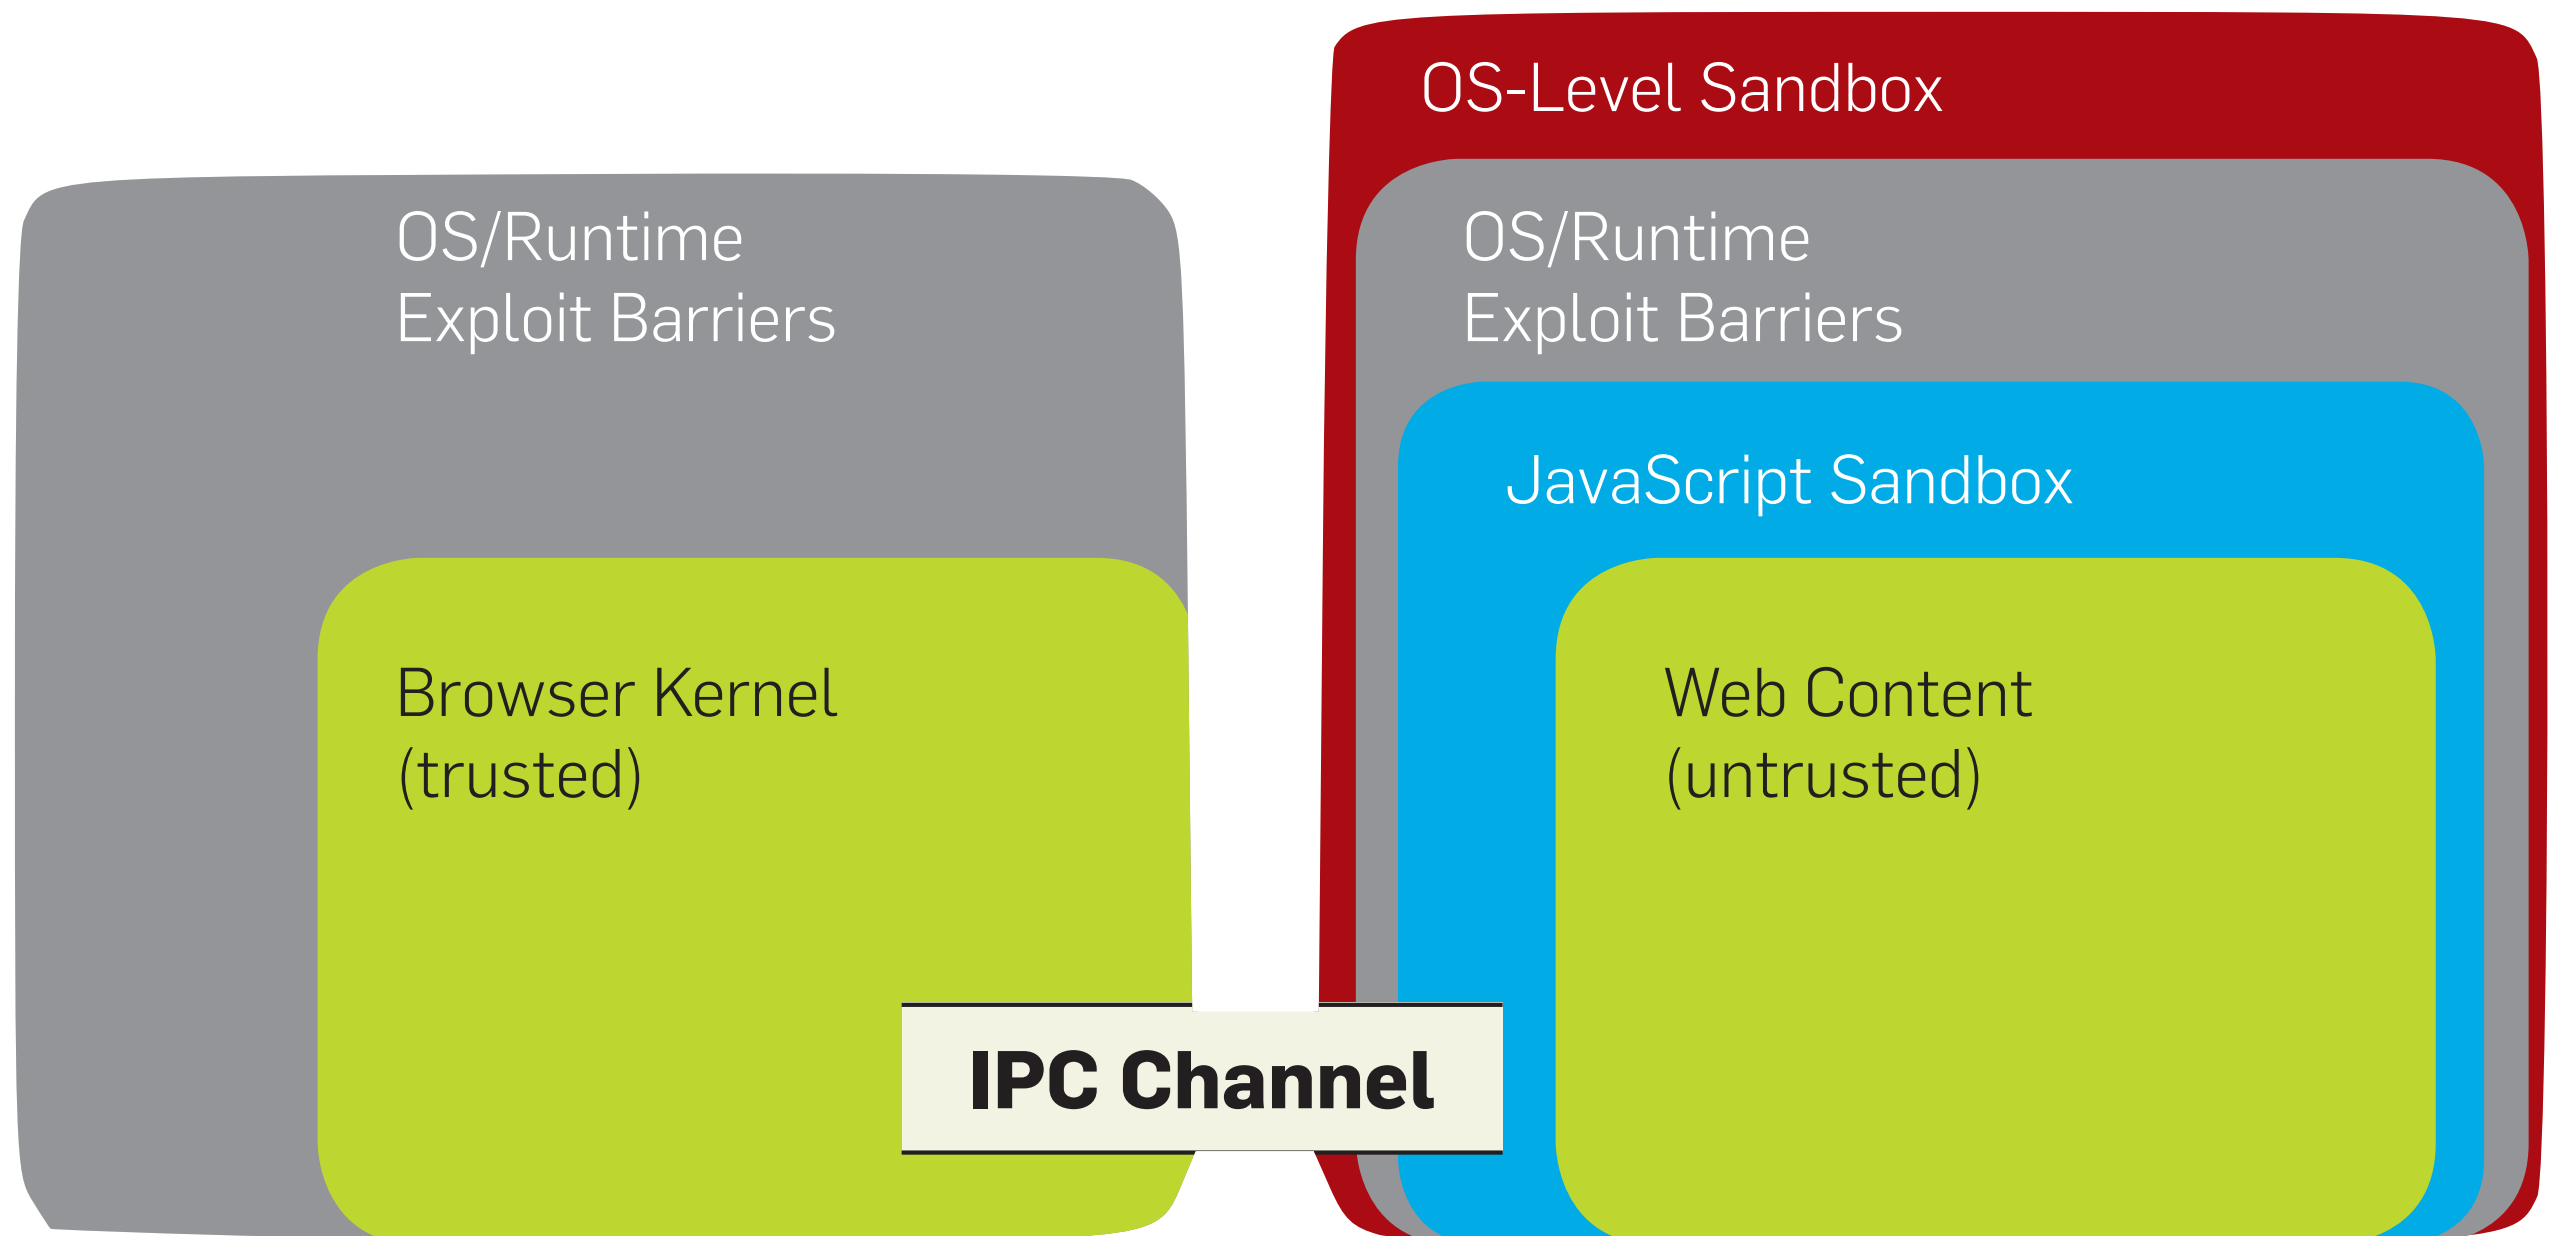 OS-Level Sandbox
OS/Runtime
Exploit Barriers
OS/Runtime
Exploit Barriers
JavaScript Sandbox
Browser Kernel
(trusted)
Web Content
(untrusted)
IPC Channel